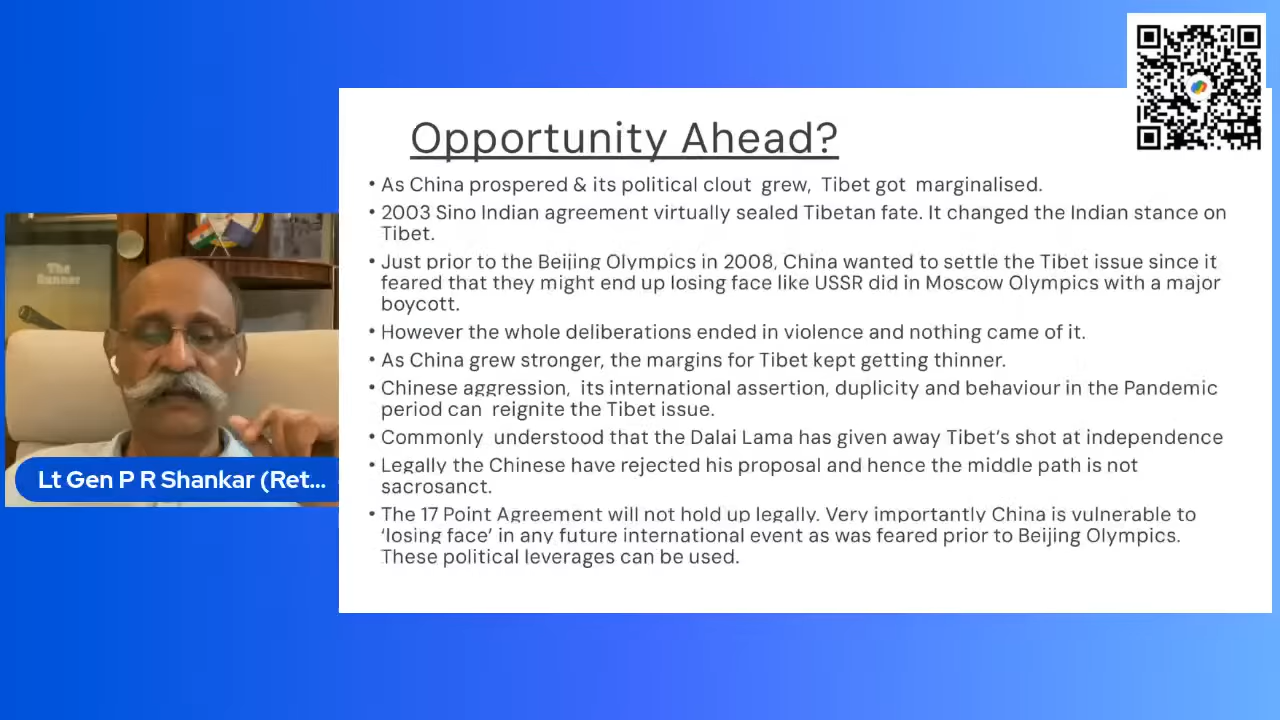 Opportunity Ahead?
• As China prospered & its political clout grew, Tibet got marginalised.
• 2003 Sino Indian agreement virtually sealed Tibetan fate. It changed the Indian stance on
Tibet.
• Just prior to the Beijing Olympics in 2008, China wanted to settle the Tibet issue since it
feared that they might end up losing face like USSR did in Moscow Olympics with a major
boycott.
• However the whole deliberations ended in violence and nothing came of it.
• As China grew stronger, the margins for Tibet kept getting thinner.
• Chinese aggression, its international assertion, duplicity and behaviour in the Pandemic
period can reignite the Tibet issue.
• Commonly understood that the Dalai Lama has given away Tibet's shot at independence
• Legally the Chinese have rejected his proposal and hence the middle path is not
sacrosanct.
• The 17 Point Agreement will not hold up legally. Very importantly China is vulnerable to
'losing face' in any future international event as was feared prior to Beijing Olympics.
These political leverages can be used.
The
Runner
Lt Gen P R Shankar (Ret...